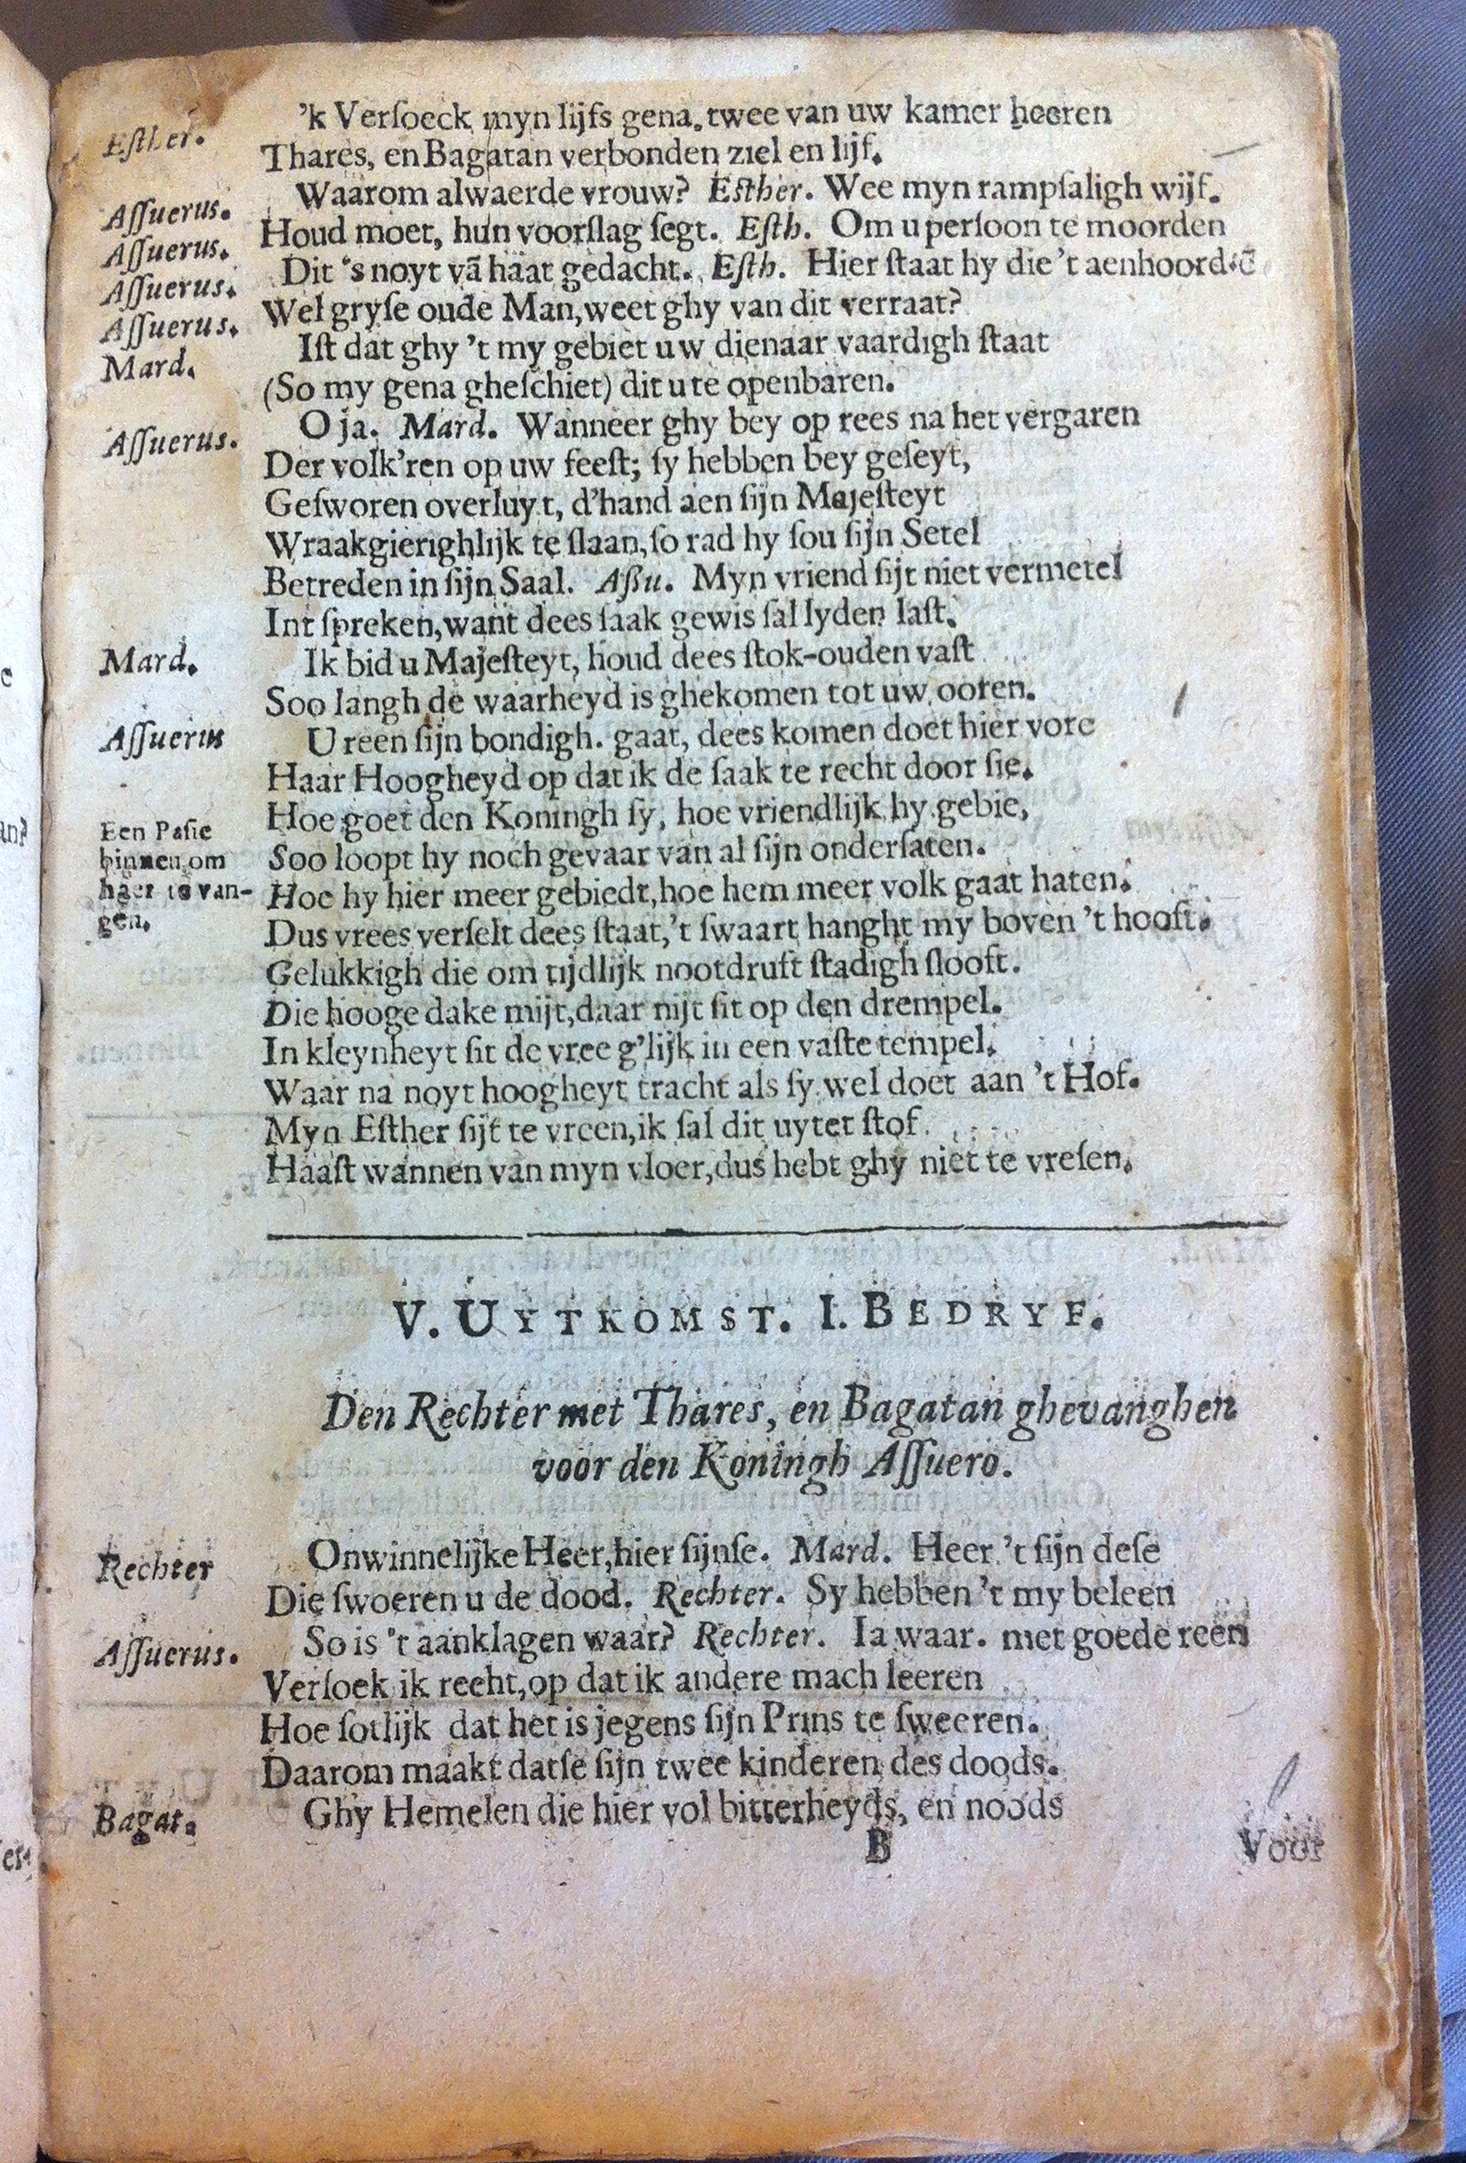 Esther. 'k Verſoeck myn lijfs gena, twee van uw kamer heeren
Thares, en Bagatan verbonden ziel en lijf.
Aſſuerus. Waarom alwaerde vrouw? Esther. Wee myn rampſaligh wijf.
Aſſuerus. Houd moet, hun voorſlag ſegt. Eſth. Om u perſoon te moorden
Aſſuerus. Dit 's noyt vā haat gedacht. Eſth. Hier ſtaat hy die 't aenhoordē
Aſſuerus. Wel gryſe oude Man, weet ghy van dit verraat?
Mard. Iſt dat ghy 't my gebiet uw dienaar vaardigh ſtaat
(So my gena gheſchiet) dit u te openbaren.
Aſſuerus. O ja. Mard. Wanneer ghy bey op rees na het vergaren
Der volk'ren op uw feeſt; ſy hebben bey geſeyt,
Geſworen overluyt, d'hand aen ſijn Majeſteyt
Wraakgierighlijk te ſlaan, ſo rad hy ſou ſijn Setel
Betreden in ſijn Saal. Aßu. Myn vriend ſijt niet vermetel
Int ſpreken, want dees ſaak gewis ſal lyden laſt.
Mard. Ik bid u Majeſteyt, houd dees ſtok-ouden vaſt
Soo langh de waarheyd is ghekomen tot uw ooren.
Aſſuerus U reen ſijn bondigh. gaat, dees komen doet hier vore
Haar Hoogheyd op dat ik de ſaak te recht door ſie.
Hoe goet den Koningh ſy, hoe vriendlijk hy gebie,
Een Paſie
binnen om
haer te van-
gen.
Soo loopt hy noch gevaar van al ſijn onderſaten.
Hoe hy hier meer gebiedt, hoe hem meer volk gaat haten.
Dus vrees verſelt dees ſtaat, 't ſwaart hanght my boven 't hooft.
Gelukkigh die om tijdlijk nootdruft ſtadigh ſlooft.
Die hooge dake mijt, daar nijt ſit op den drempel.
In kleynheyt ſit de vree g'lijk in een vaſte tempel.
Waar na noyt hoogheyt tracht als ſy wel doet aan 't Hof.
Myn Eſther ſijt te vreen, ik ſal dit uytet ſtof
Haaſt wannen van myn vloer, dus hebt ghy niet te vreſen.
V. UYTKOMST. I. BEDRYF.
Den Rechter met Thares, en Bagatan ghevanghen
voor den Koningh Aſſuero.
Rechter Onwinnelijke Heer, hier ſijnſe. Mard. Heer 't ſijn deſe
Die ſwoeren u de dood. Rechter. Sy hebben 't my beleen
Aſſuerus. So is 't aanklagen waar? Rechter. Ia waar. met goede reen
Verſoek ik recht, op dat ik andere mach leeren
Hoe ſotlijk dat het is jegens ſijn Prins te ſweeren.
Daarom maakt datſe ſijn twee kinderen des doods.
Bagat. Ghy Hemelen die hier vol bitterheyds, en noods
B Voor